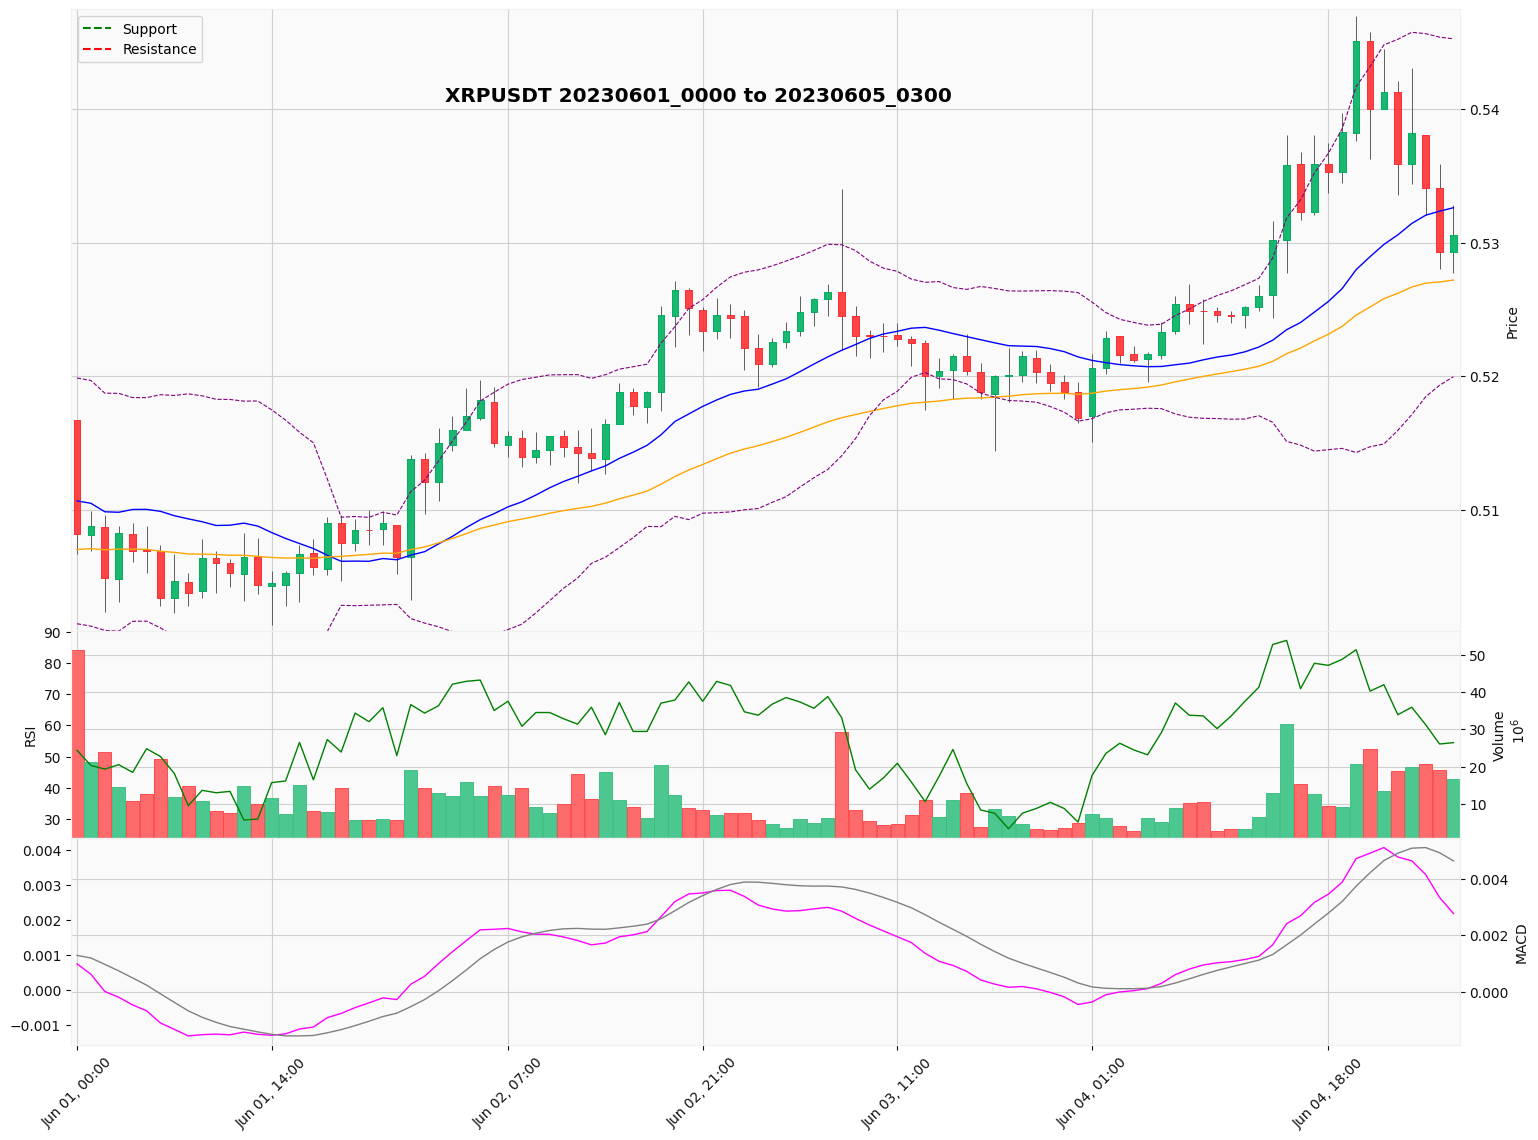 Support
Resistance
XRPUSDT 20230601_0000 to 20230605_0300
0.54
0.53
0.52
0.51
Price
90
80
70
60
50
40
30
RSI
50
40
30
20
10
Volume
10^6
0.004
0.003
0.002
0.001
0.000
−0.001
0.004
0.002
0.000
MACD
Jun 01, 00:00
Jun 01, 14:00
Jun 02, 07:00
Jun 02, 21:00
Jun 03, 11:00
Jun 04, 01:00
Jun 04, 18:00